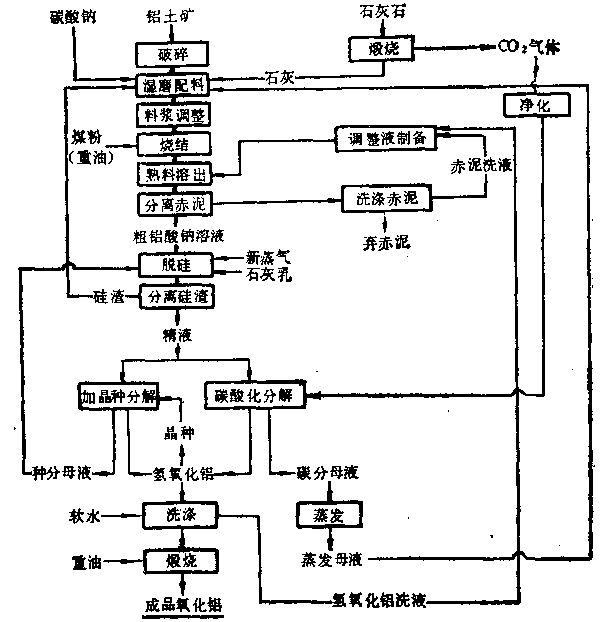 碳酸钠
铝土矿
石灰石
破碎
煅烧
CO₂气体
石灰
湿磨配料
净化
料浆调整
煤粉
(重油)
烧结
调整液制备
熟料溶出
赤泥洗液
分离赤泥
洗涤赤泥
粗铝酸钠溶液
弃赤泥
脱硅
新蒸气
石灰乳
硅渣
分离硅渣
精液
加晶种分解
碳酸化分解
晶种
种分母液
氢氧化铝
碳分母液
软水
洗涤
蒸发
重油
煅烧
蒸发母液
成品氧化铝
氢氧化铝洗液